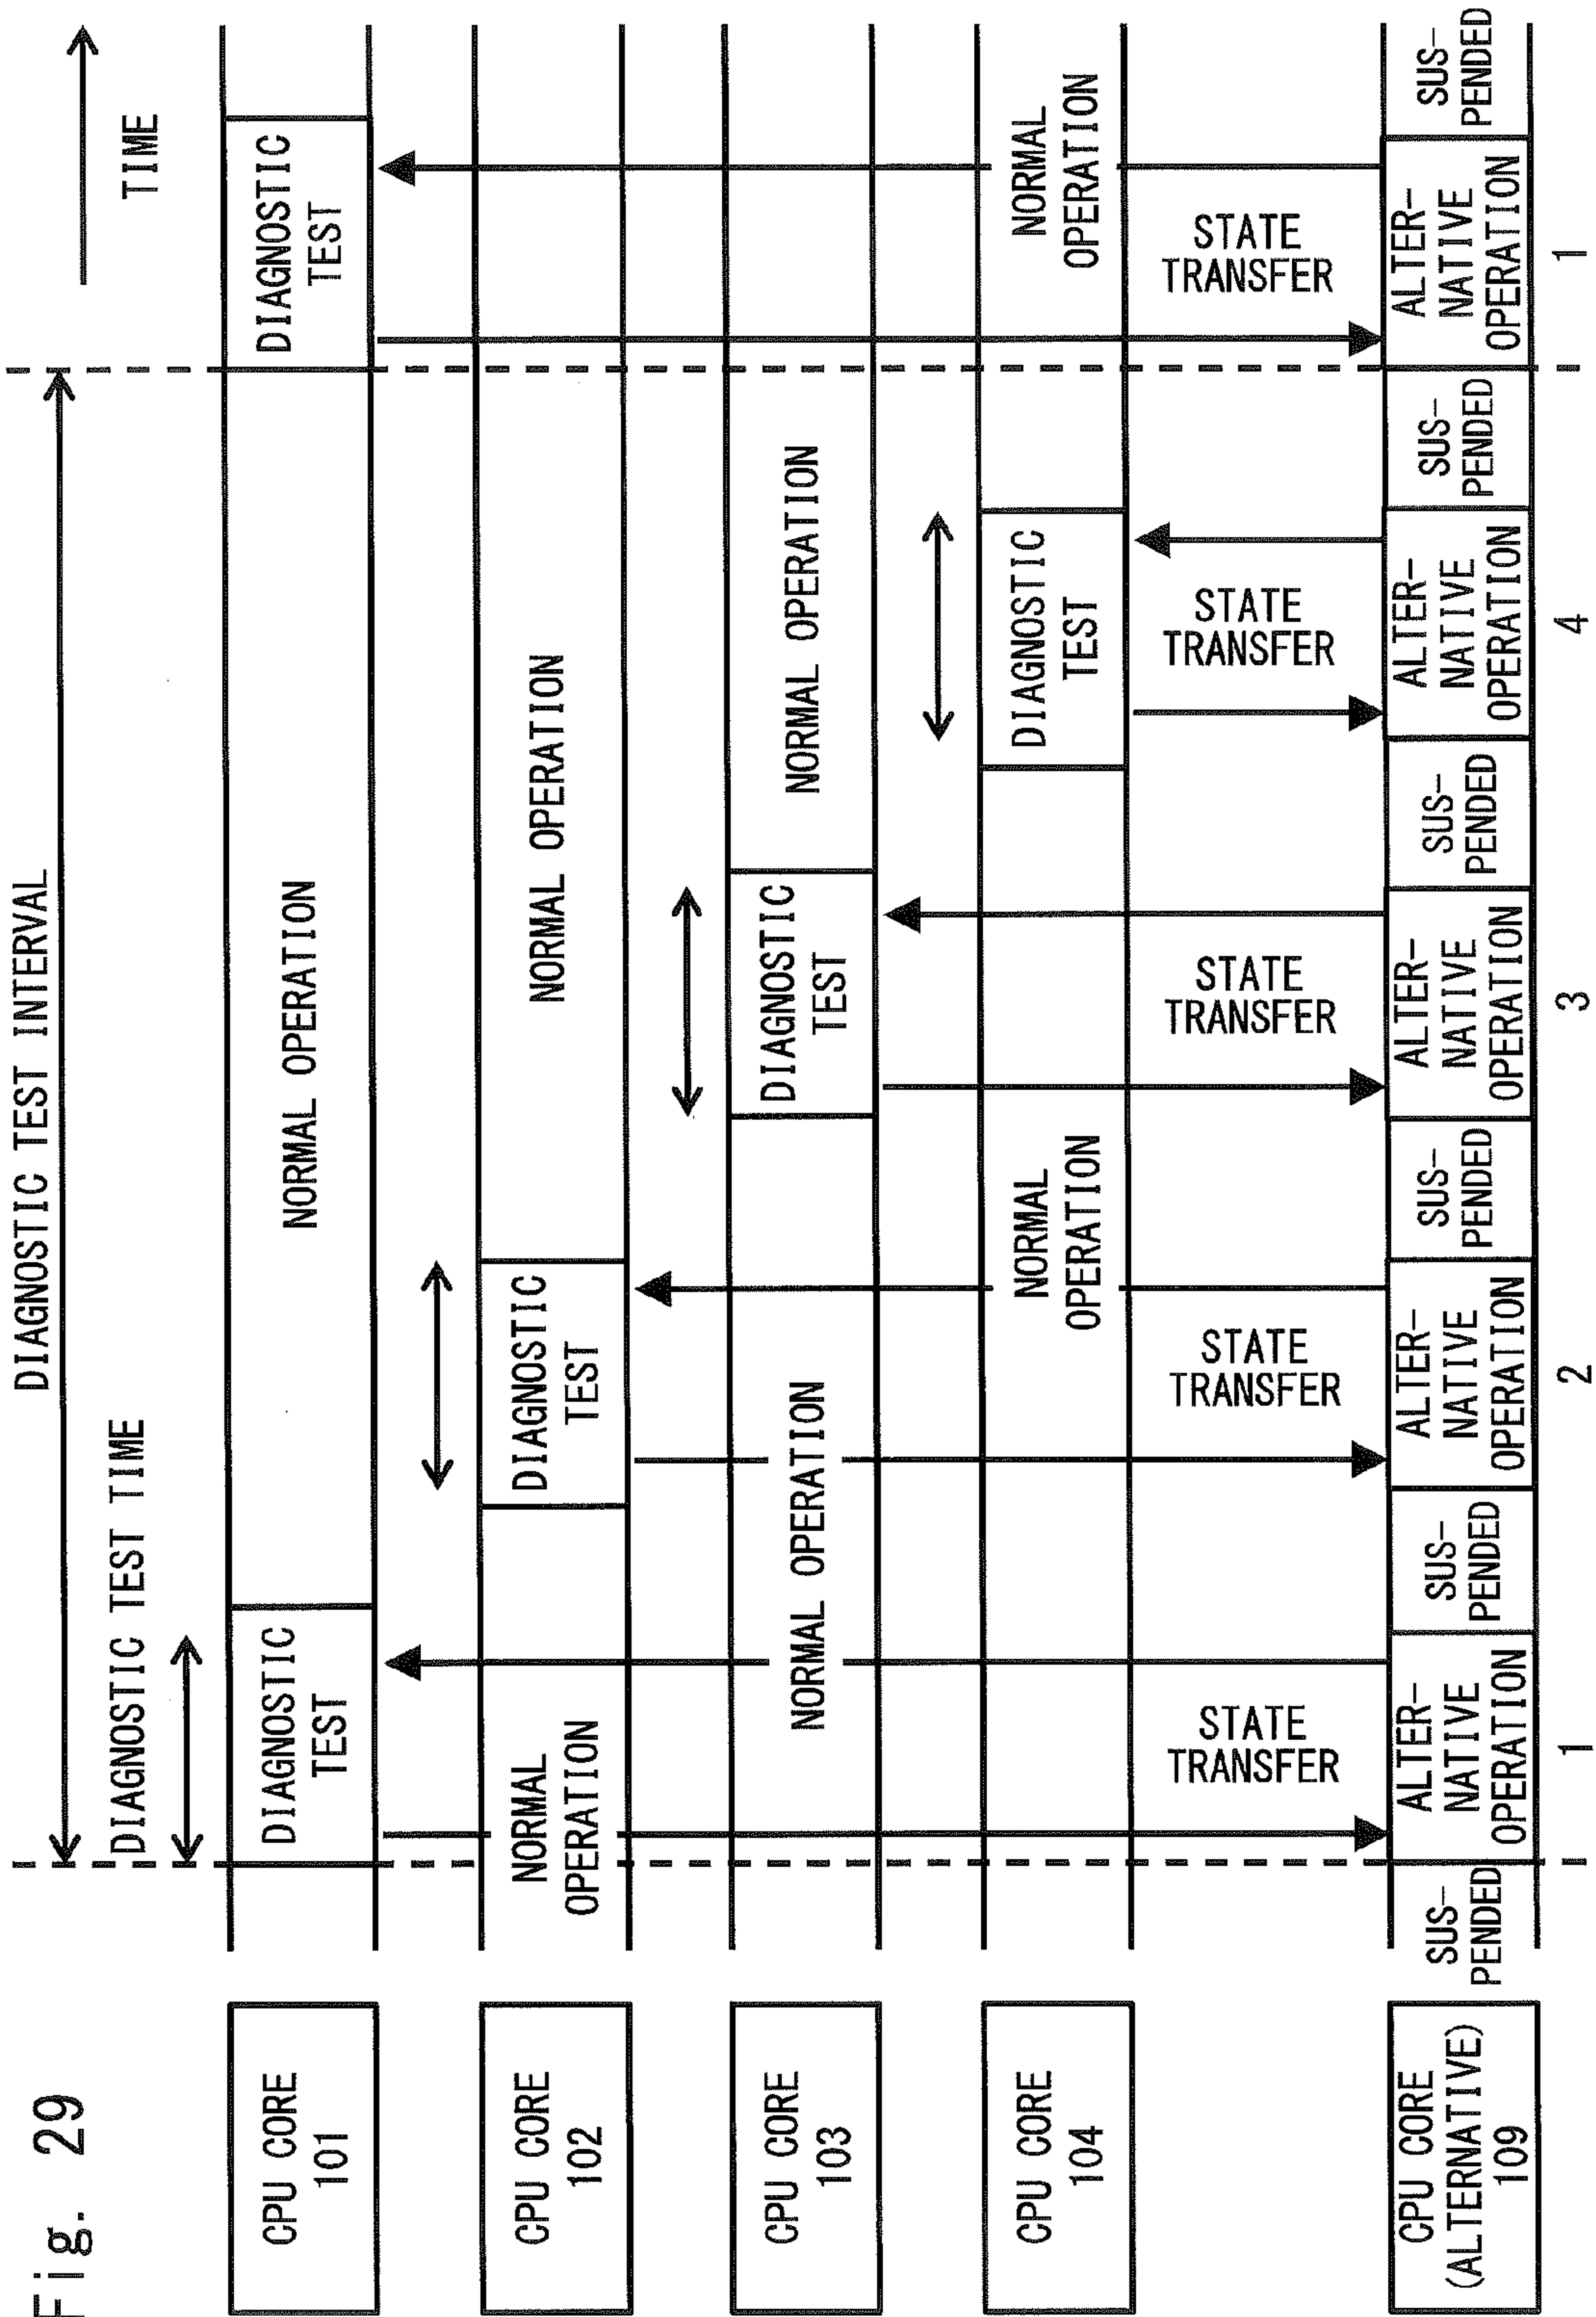 Fig. 29
DIAGNOSTIC TEST INTERVAL
TIME
DIAGNOSTIC TEST TIME
CPU CORE
101
DIAGNOSTIC
TEST
NORMAL OPERATION
DIAGNOSTIC
TEST
CPU CORE
102
NORMAL
OPERATION
DIAGNOSTIC
TEST
NORMAL OPERATION
CPU CORE
103
NORMAL OPERATION
DIAGNOSTIC
TEST
NORMAL OPERATION
CPU CORE
104
NORMAL
OPERATION
DIAGNOSTIC
TEST
NORMAL
OPERATION
STATE
TRANSFER
STATE
TRANSFER
STATE
TRANSFER
STATE
TRANSFER
STATE
TRANSFER
CPU CORE
(ALTERNATIVE)
109
SUS-
PENDED
ALTER-
NATIVE
OPERATION
SUS-
PENDED
ALTER-
NATIVE
OPERATION
SUS-
PENDED
ALTER-
NATIVE
OPERATION
SUS-
PENDED
ALTER-
NATIVE
OPERATION
SUS-
PENDED
ALTER-
NATIVE
OPERATION
SUS-
PENDED
1
2
3
4
1